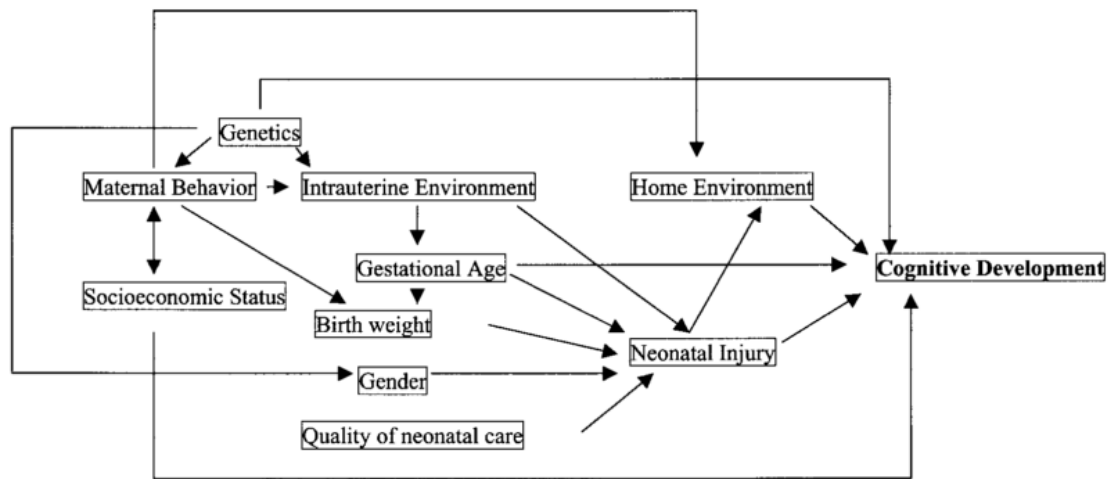 Genetics
Maternal Behavior
Intrauterine Environment
Home Environment
Gestational Age
Cognitive Development
Socioeconomic Status
Birth weight
Neonatal Injury
Gender
Quality of neonatal care